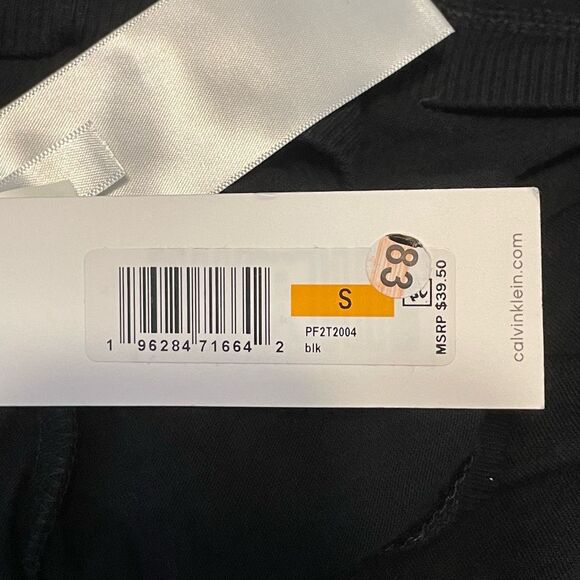 S
PF2T2004
blk
1 96284 71664 2
83
MSRP $39.50
calvinklein.com